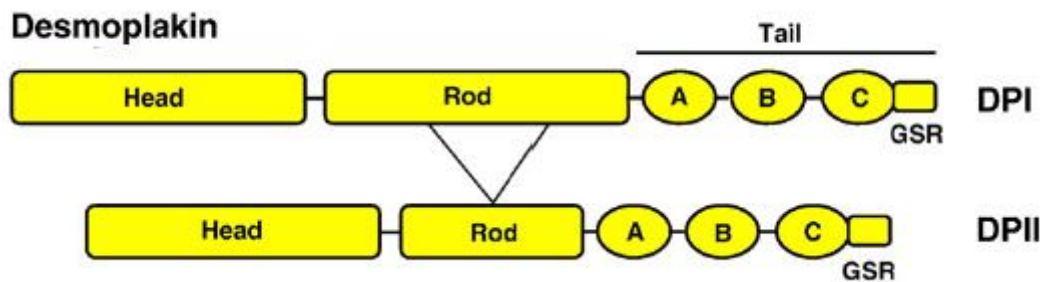 Desmoplakin
Tail
Head Rod A B C DPI
GSR
Head Rod A B C DPII
GSR